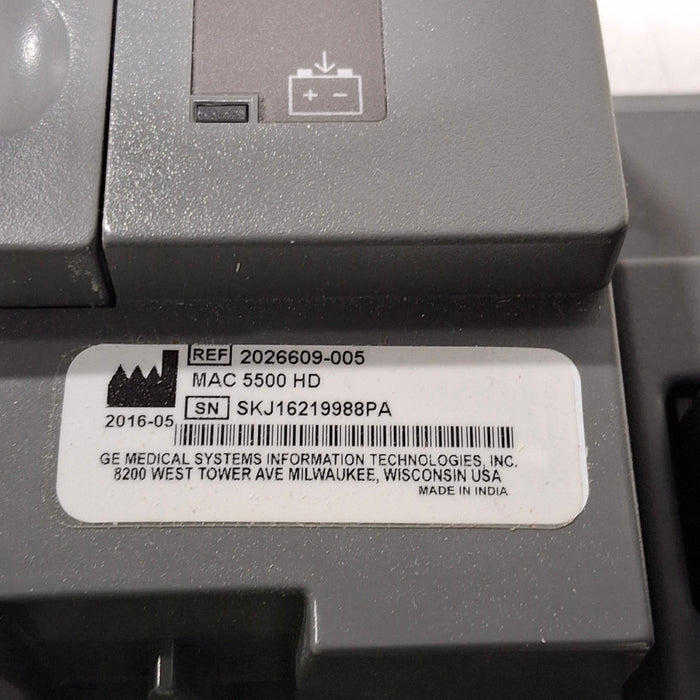 + -
REF 2026609-005
MAC 5500 HD
2016-05
SN SKJ16219988PA
GE MEDICAL SYSTEMS INFORMATION TECHNOLOGIES, INC.
8200 WEST TOWER AVE MILWAUKEE, WISCONSIN USA
MADE IN INDIA